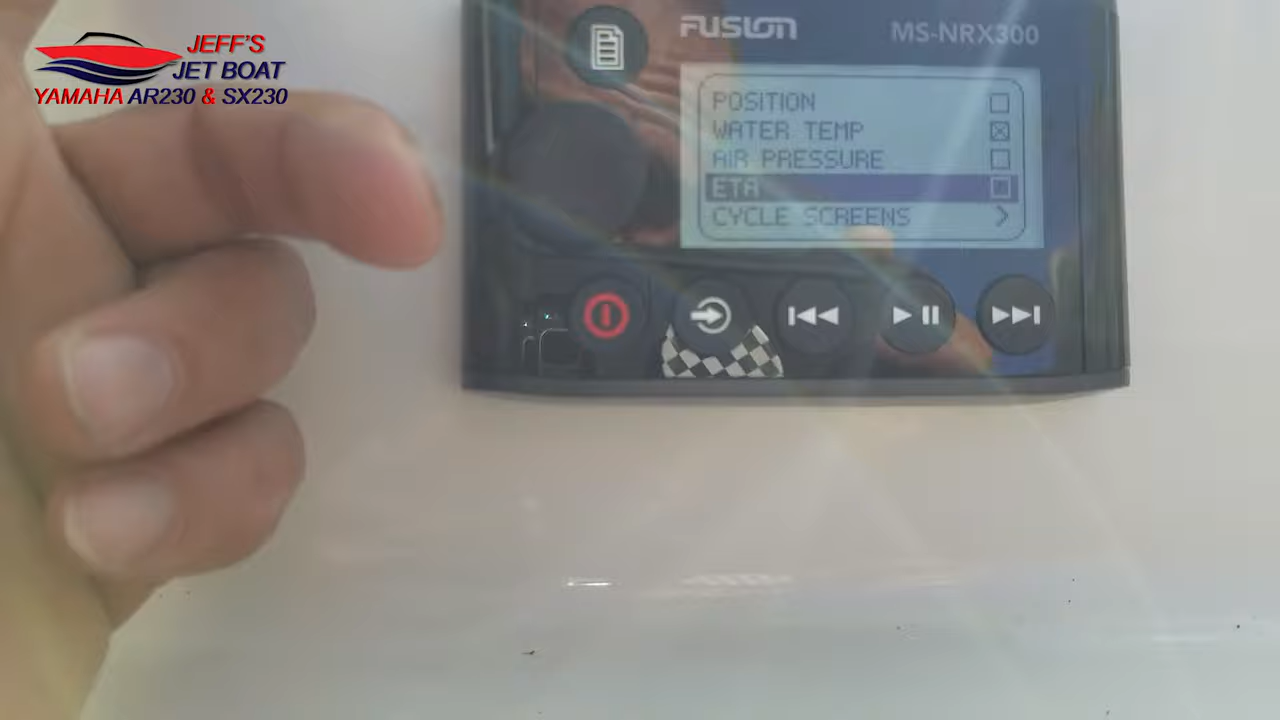 JEFF'S
JET BOAT
YAMAHA AR230 & SX230
FUSION
MS-NRX300
POSITION
WATER TEMP
AIR PRESSURE
ETA
CYCLE SCREENS